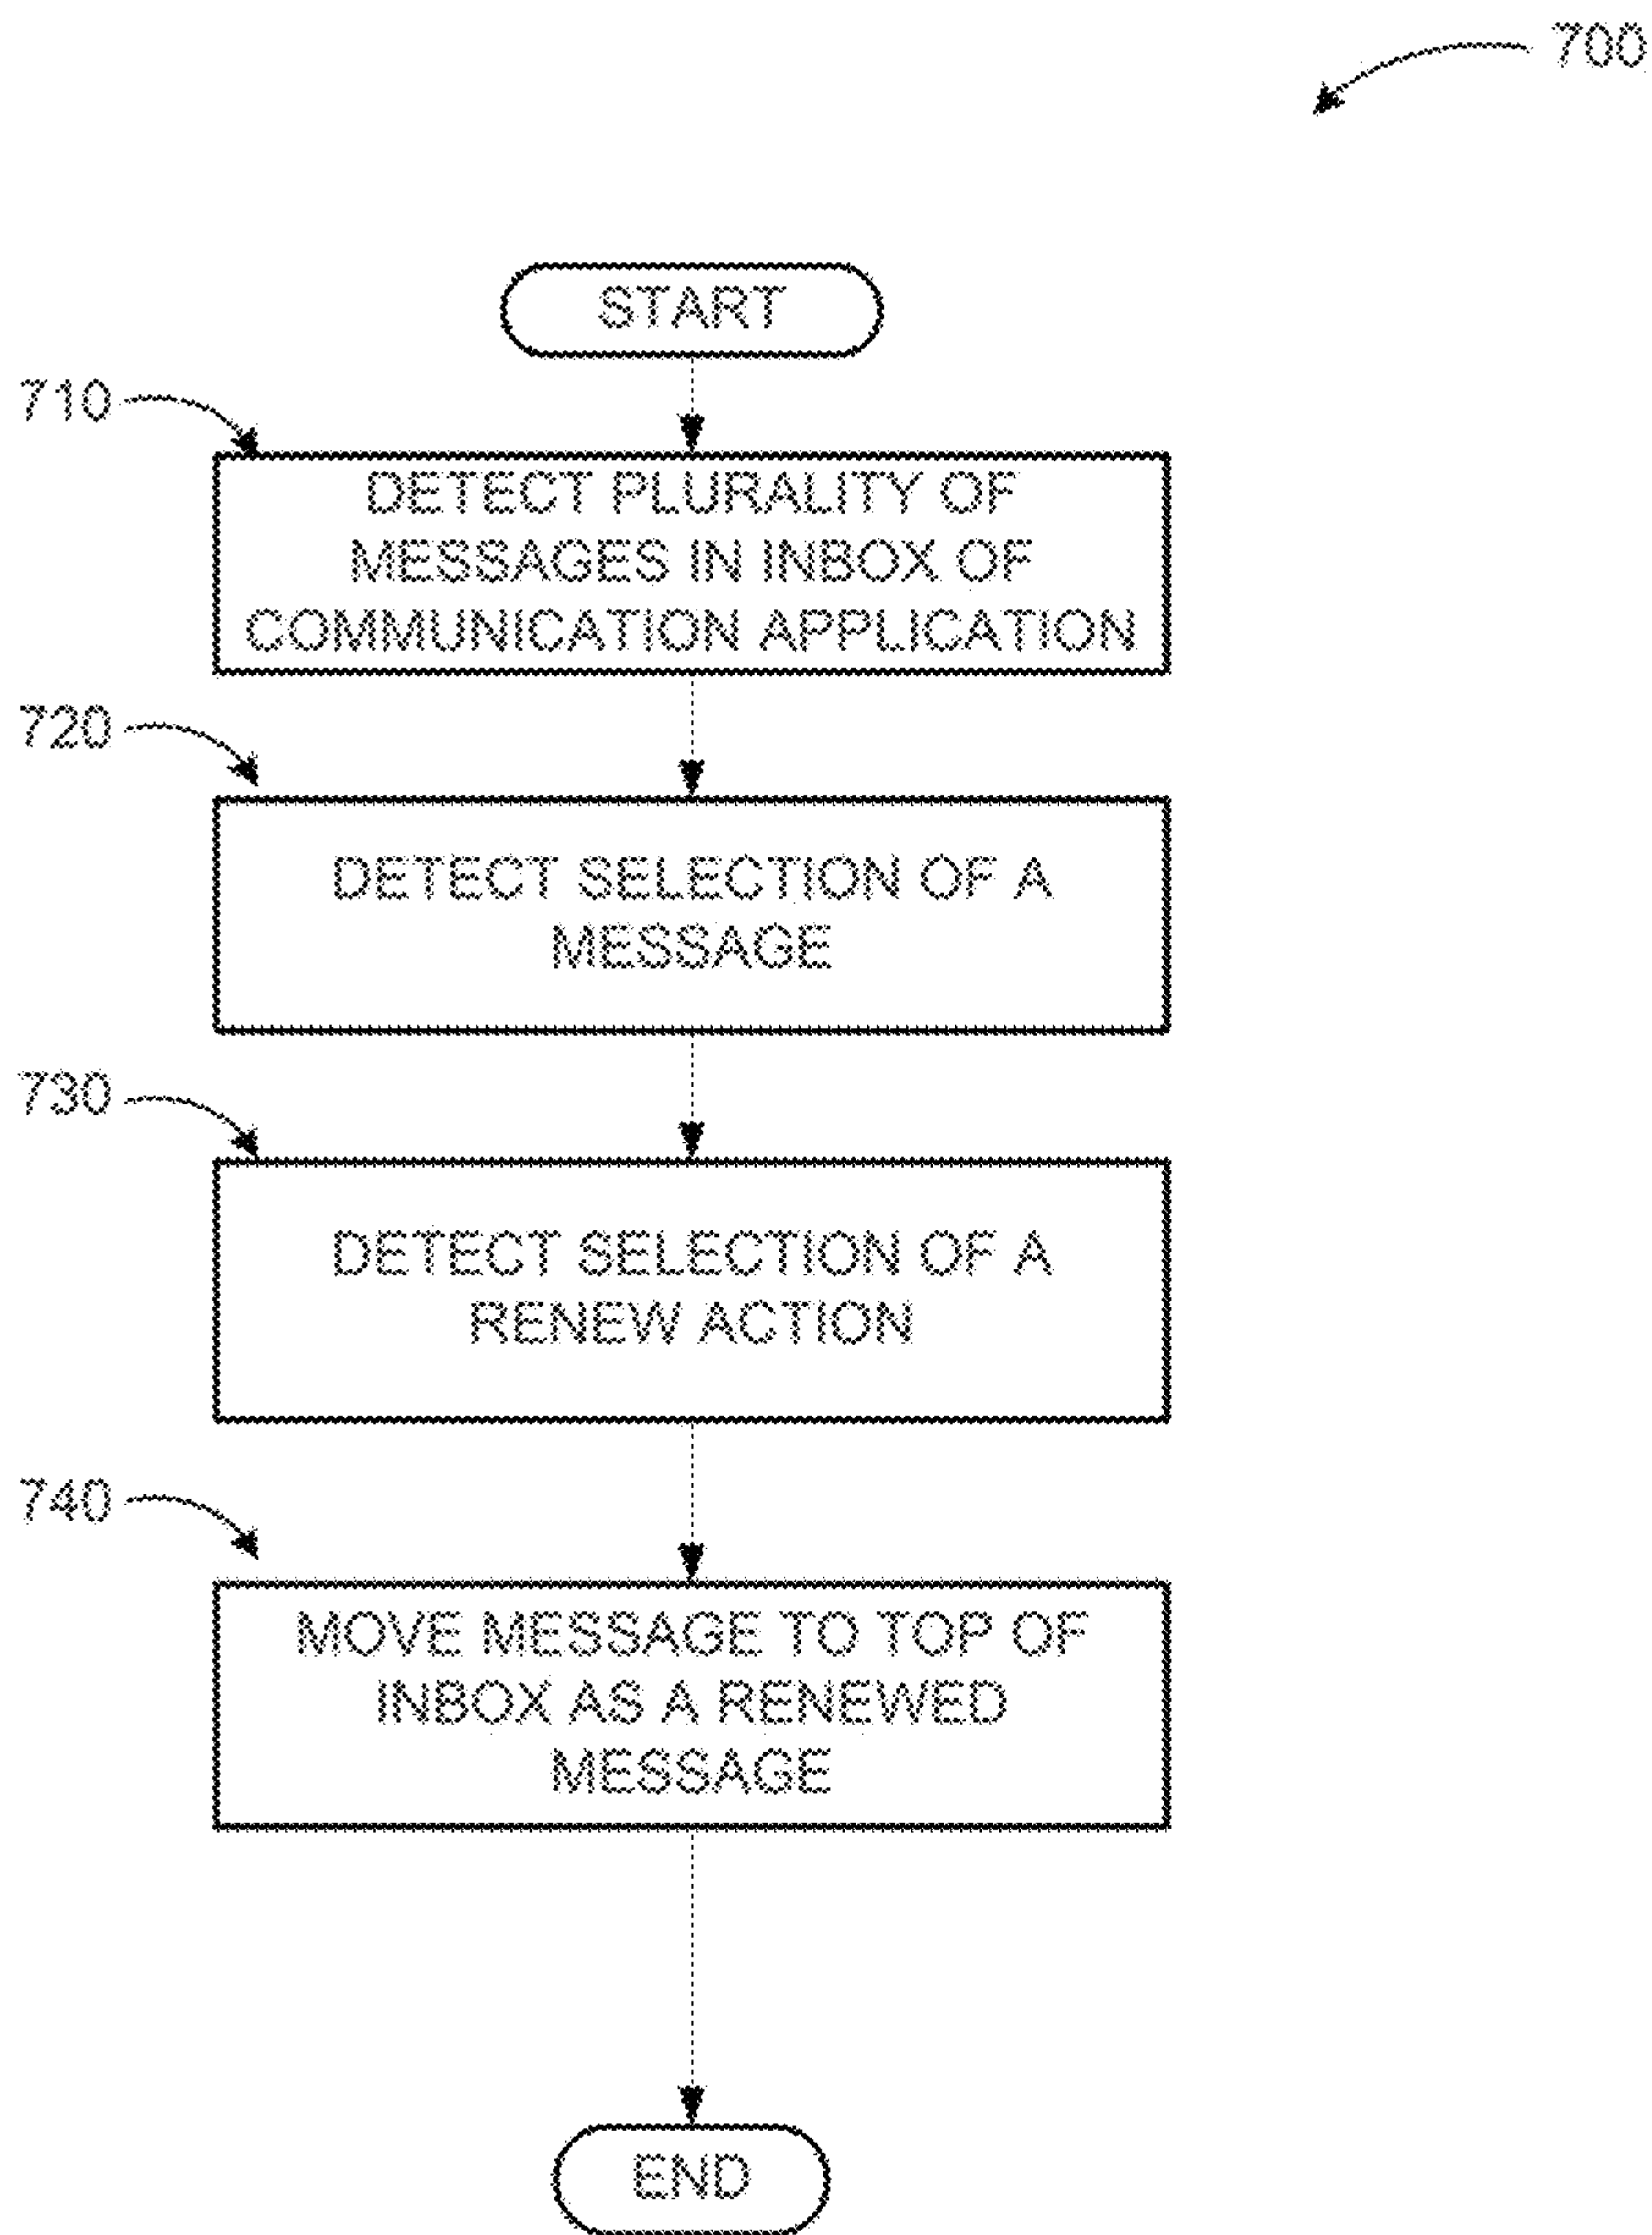 700
START
710
DETECT PLURALITY OF
MESSAGES IN INBOX OF
COMMUNICATION APPLICATION
720
DETECT SELECTION OF A
MESSAGE
730
DETECT SELECTION OF A
RENEW ACTION
740
MOVE MESSAGE TO TOP OF
INBOX AS A RENEWED
MESSAGE
END